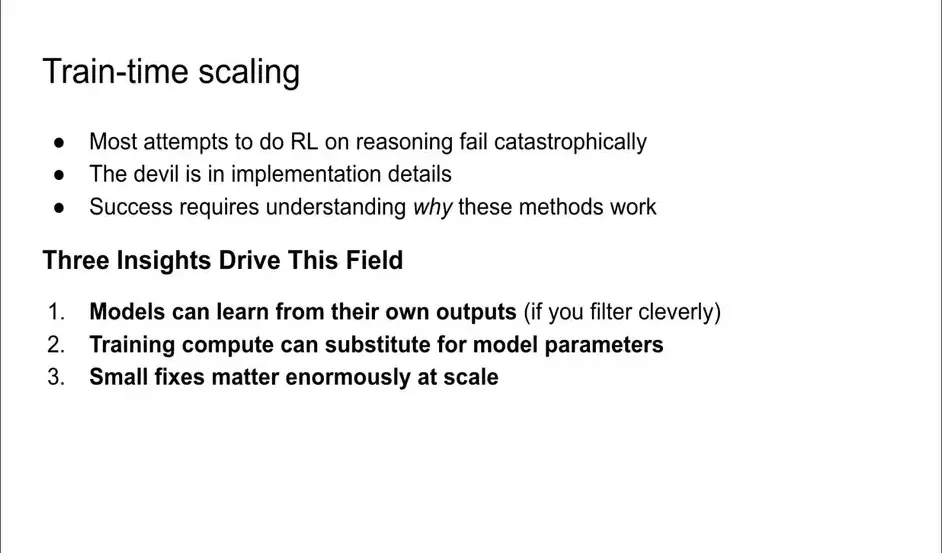 Train-time scaling
● Most attempts to do RL on reasoning fail catastrophically
● The devil is in implementation details
● Success requires understanding why these methods work
Three Insights Drive This Field
1. Models can learn from their own outputs (if you filter cleverly)
2. Training compute can substitute for model parameters
3. Small fixes matter enormously at scale